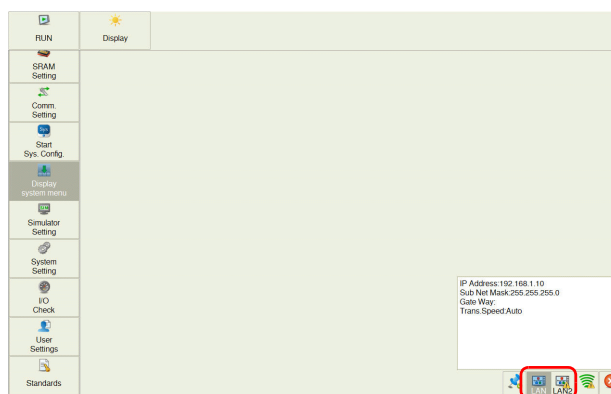 RUN
Display
SRAM
Setting
Comm.
Setting
Sys
Start
Sys. Config.
Display
system menu
Simulator
Setting
System
Setting
I/O
Check
User
Settings
Standards
IP Address:192.168.1.10
Sub Net Mask:255.255.255.0
Gate Way:
Trans.Speed:Auto
LAN
LAN2